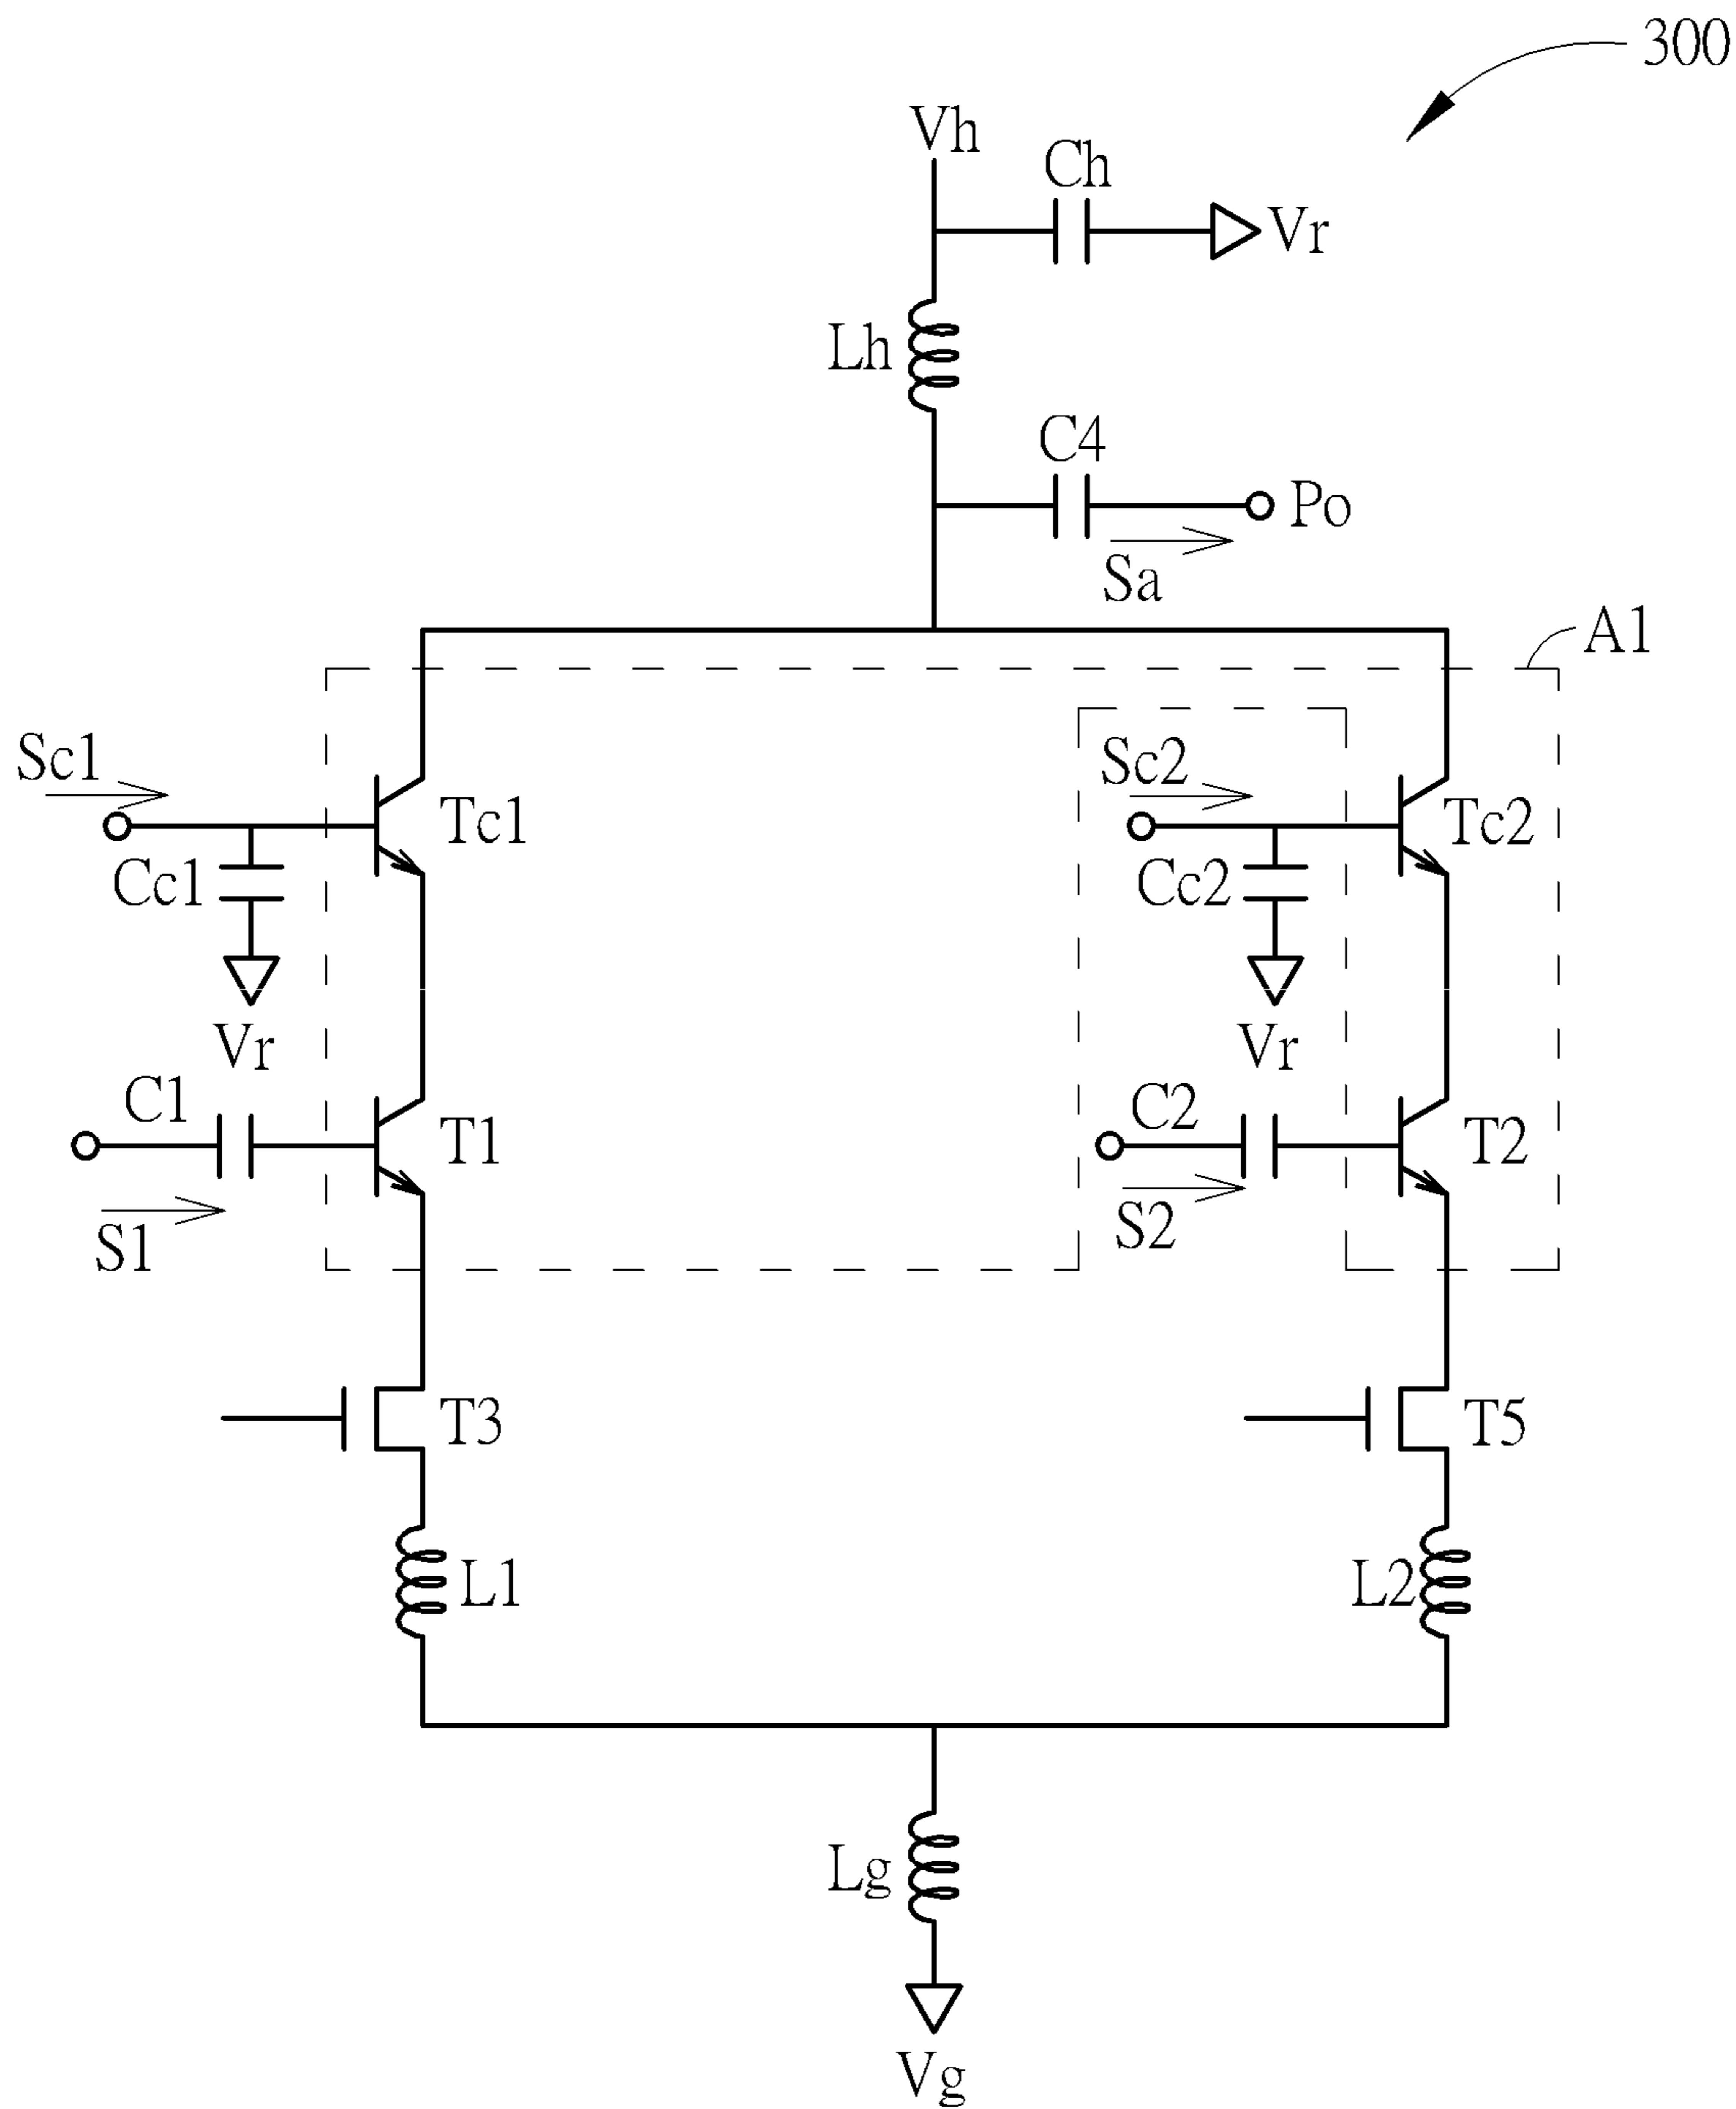 300
Vh
Ch
Vr
Lh
C4
Po
Sa
A1
Sc1
Sc2
Tc1
Tc2
Cc1
Cc2
Vr
Vr
C1
C2
T1
T2
S1
S2
T3
T5
L1
L2
Lg
Vg